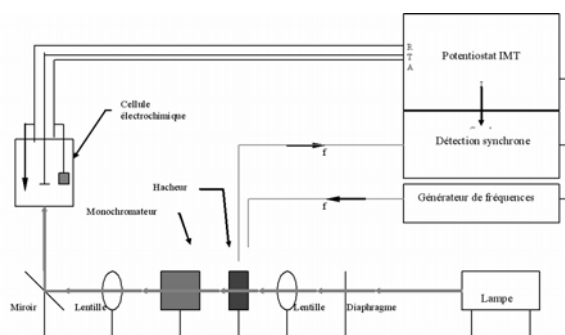 R
T
A
Potentiostat IMT
Cellule
électrochimique
Détection synchrone
f
Hacheur
Générateur de fréquences
Monochromateur
f
Miroir
Lentille
Lentille
Diaphragme
Lampe